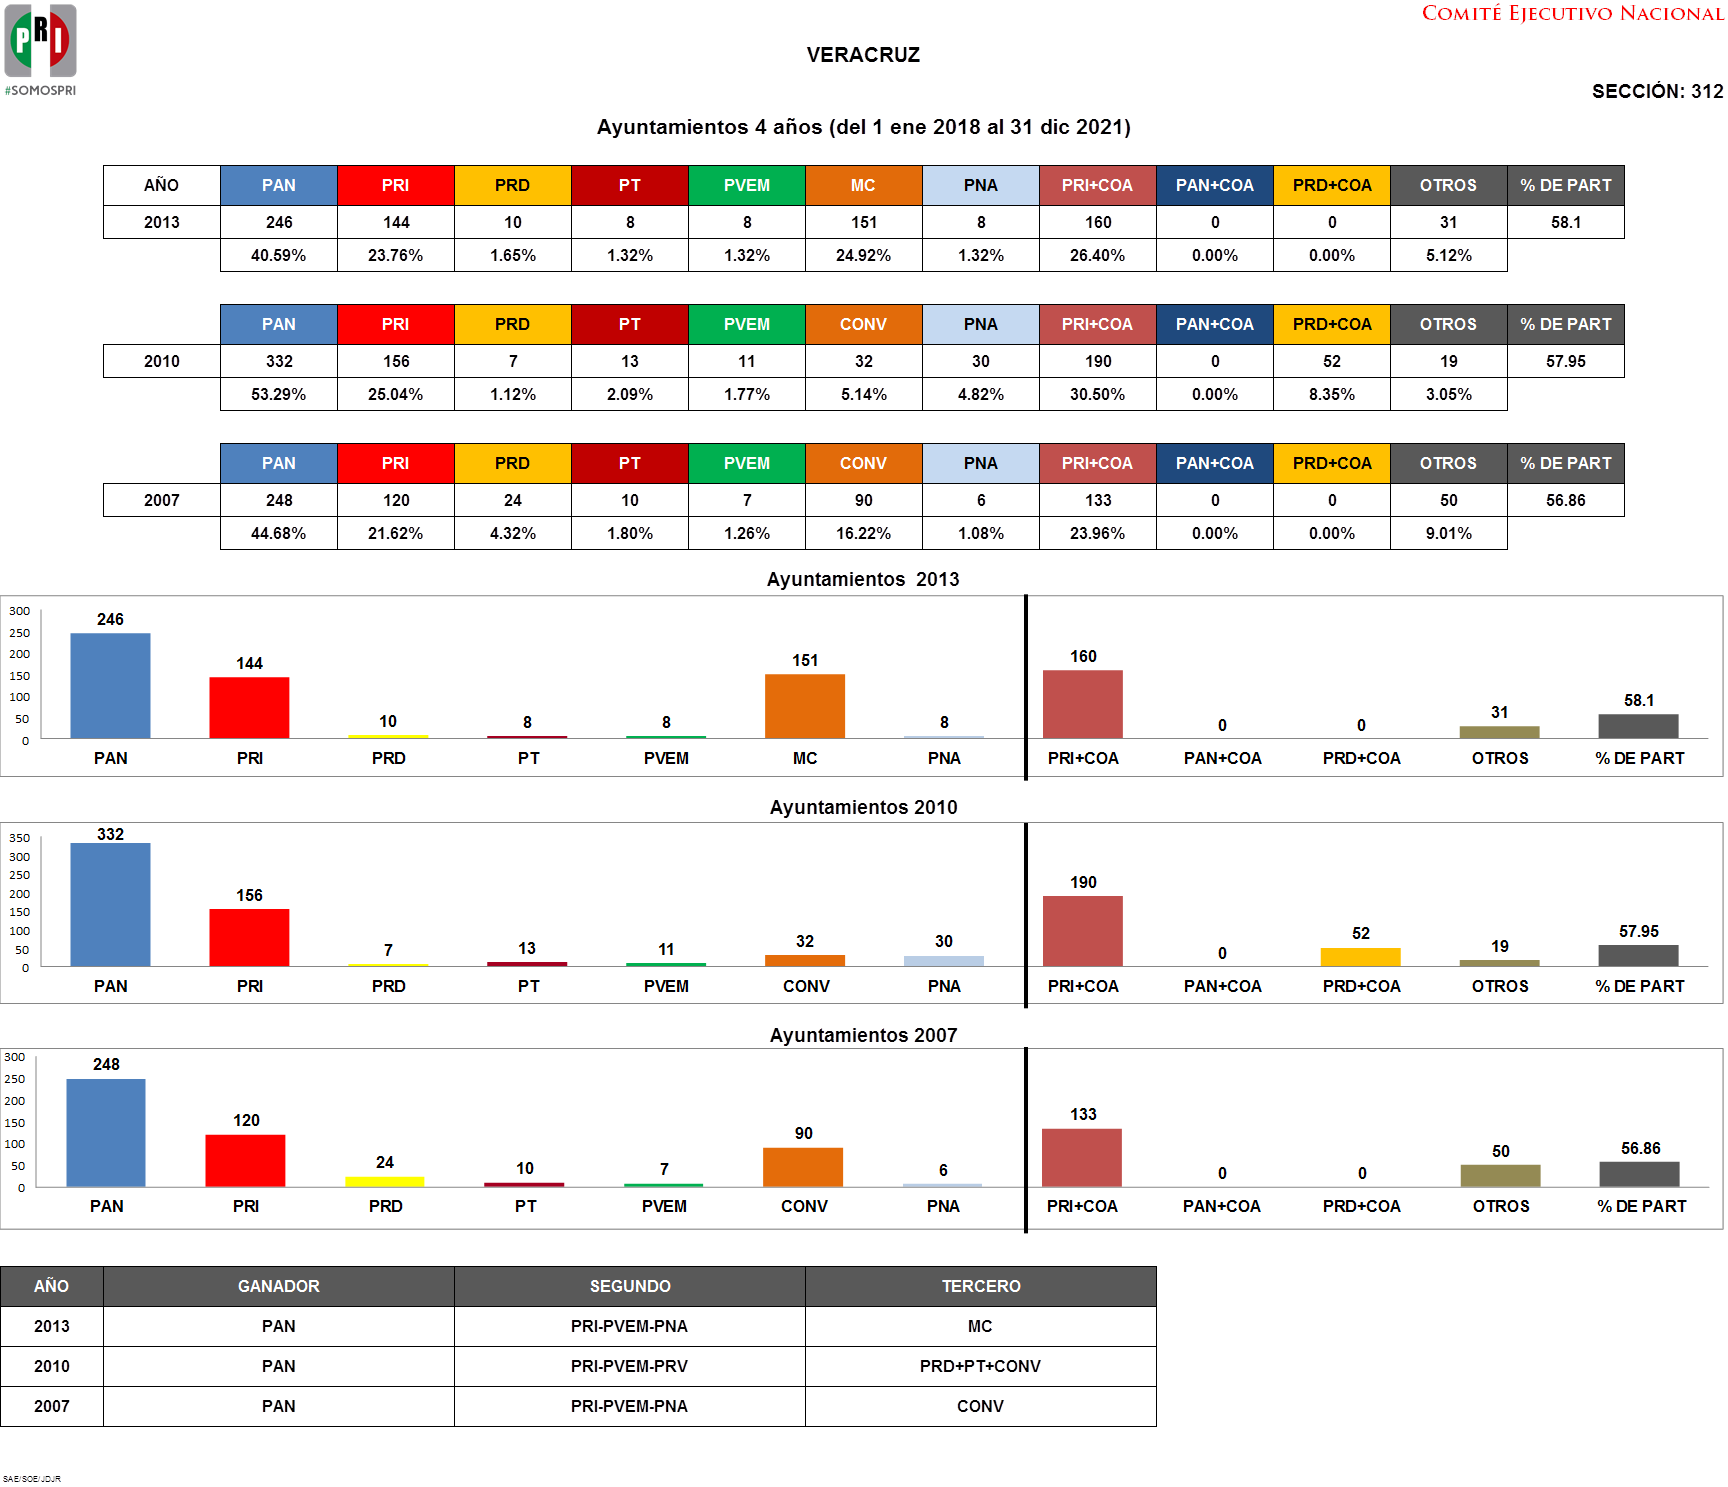 PRI
#SOMOSPRI
COMITÉ EJECUTIVO NACIONAL
VERACRUZ
SECCIÓN: 312
Ayuntamientos 4 años (del 1 ene 2018 al 31 dic 2021)
AÑO PAN PRI PRD PT PVEM MC PNA PRI+COA PAN+COA PRD+COA OTROS % DE PART
2013 246 144 10 8 8 151 8 160 0 0 31 58.1
40.59% 23.76% 1.65% 1.32% 1.32% 24.92% 1.32% 26.40% 0.00% 0.00% 5.12%
PAN PRI PRD PT PVEM CONV PNA PRI+COA PAN+COA PRD+COA OTROS % DE PART
2010 332 156 7 13 11 32 30 190 0 52 19 57.95
53.29% 25.04% 1.12% 2.09% 1.77% 5.14% 4.82% 30.50% 0.00% 8.35% 3.05%
PAN PRI PRD PT PVEM CONV PNA PRI+COA PAN+COA PRD+COA OTROS % DE PART
2007 248 120 24 10 7 90 6 133 0 0 50 56.86
44.68% 21.62% 4.32% 1.80% 1.26% 16.22% 1.08% 23.96% 0.00% 0.00% 9.01%
Ayuntamientos 2013
300
250
200
150
100
50
0
246 144 10 8 8 151 8 160 0 0 31 58.1
PAN PRI PRD PT PVEM MC PNA PRI+COA PAN+COA PRD+COA OTROS % DE PART
Ayuntamientos 2010
350
300
250
200
150
100
50
0
332 156 7 13 11 32 30 190 0 52 19 57.95
PAN PRI PRD PT PVEM CONV PNA PRI+COA PAN+COA PRD+COA OTROS % DE PART
Ayuntamientos 2007
300
250
200
150
100
50
0
248 120 24 10 7 90 6 133 0 0 50 56.86
PAN PRI PRD PT PVEM CONV PNA PRI+COA PAN+COA PRD+COA OTROS % DE PART
AÑO GANADOR SEGUNDO TERCERO
2013 PAN PRI-PVEM-PNA MC
2010 PAN PRI-PVEM-PRV PRD+PT+CONV
2007 PAN PRI-PVEM-PNA CONV
SAE/SOE/JDJR